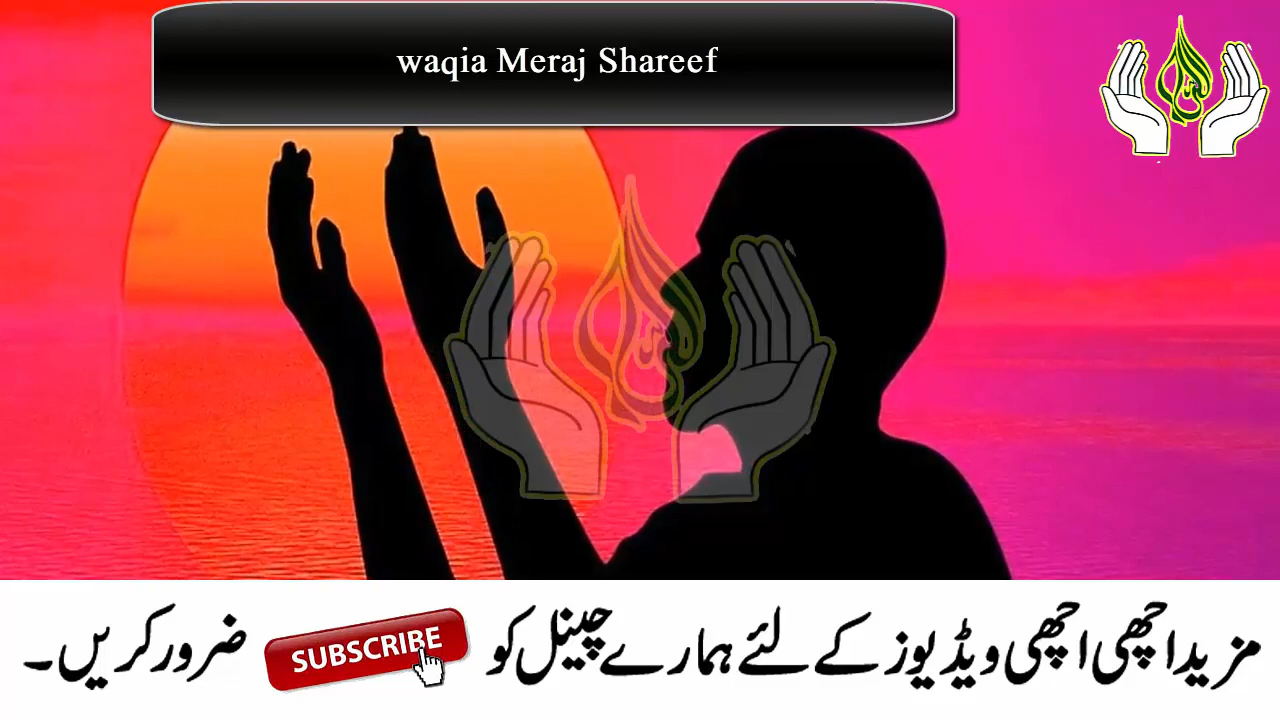 waqia Meraj Shareef
مزید اچھی اچھی ویڈیوز کے لئے ہمارے چینل کو SUBSCRIBE ضرور کریں۔